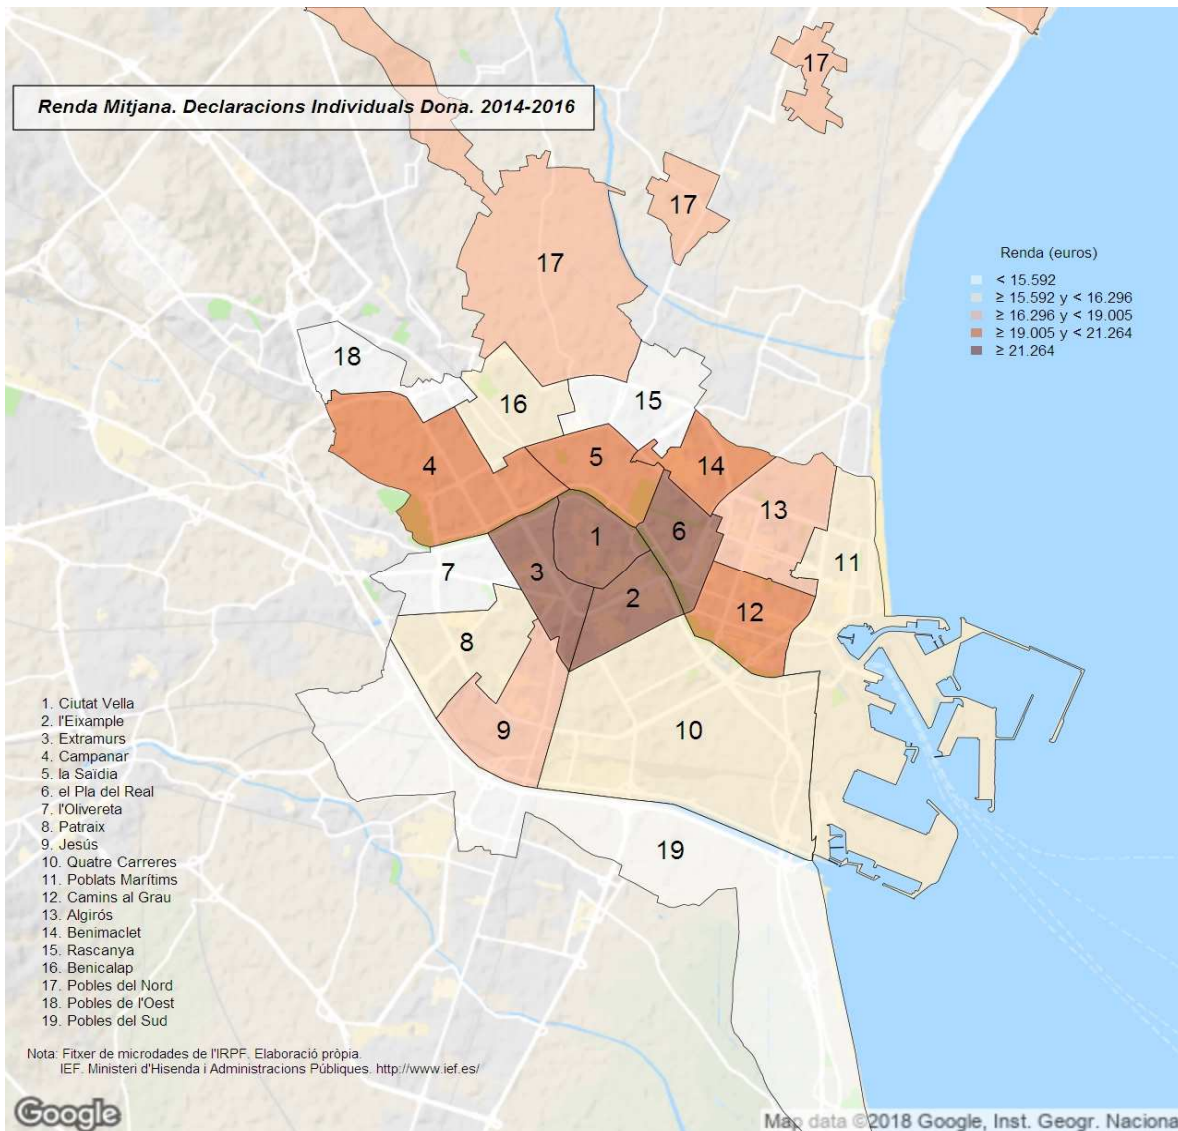 Renda Mitjana. Declaracions Individuals Dona. 2014-2016
17
17
17
Renda (euros)
< 15.592
≥ 15.592 y < 16.296
≥ 16.296 y < 19.005
≥ 19.005 y < 21.264
≥ 21.264
18
16
15
4
5
14
13
1
6
11
7
3
2
12
8
9
10
19
1. Ciutat Vella
2. l'Eixample
3. Extramurs
4. Campanar
5. la Saïdia
6. el Pla del Real
7. l'Olivereta
8. Patraix
9. Jesús
10. Quatre Carreres
11. Poblats Marítims
12. Camins al Grau
13. Algirós
14. Benimaclet
15. Rascanya
16. Benicalap
17. Pobles del Nord
18. Pobles de l'Oest
19. Pobles del Sud
Nota: Fitxer de microdades de l'IRPF. Elaboració pròpia.
IEF. Ministeri d'Hisenda i Administracions Públiques. http://www.ief.es/
Google
Map data ©2018 Google, Inst. Geogr. Naciona